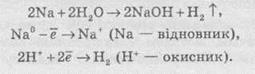 2Na + 2H₂O → 2NaOH + H₂ ↑,
Na⁰ – e̅ → Na⁺ (Na — відновник),
2H⁺ + 2e̅ → H₂ (H⁺ — окисник).